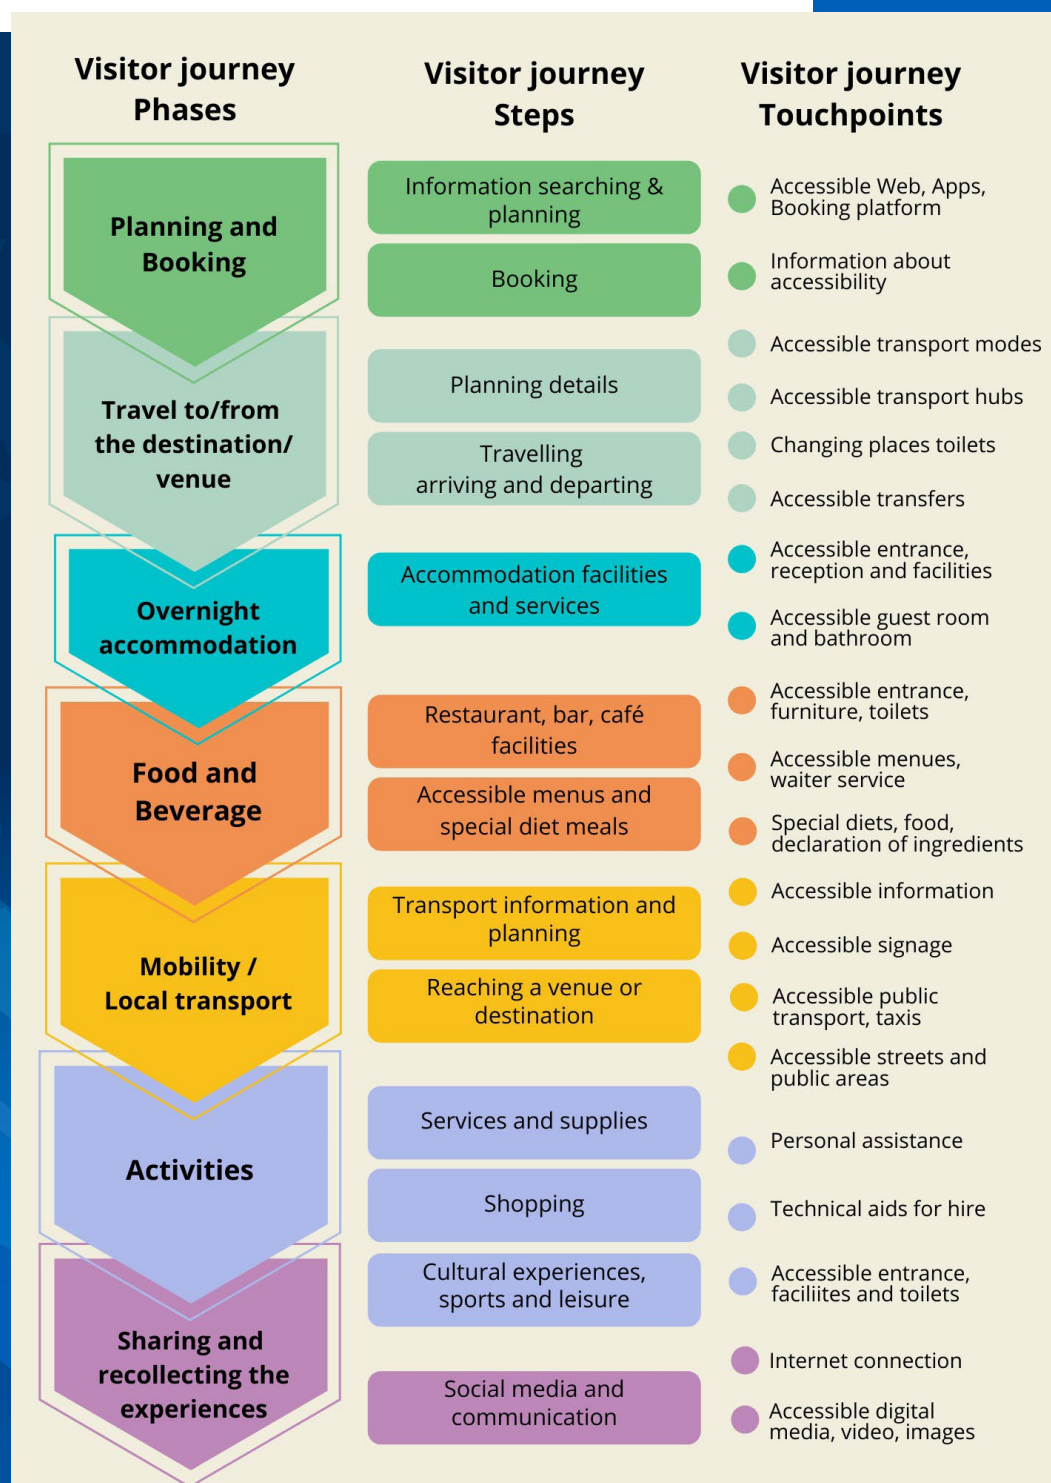 Visitor journey
Phases
Visitor journey
Steps
Visitor journey
Touchpoints
Planning and
Booking
Information searching &
planning
Booking
Accessible Web, Apps,
Booking platform
Information about
accessibility
Travel to/from
the destination/
venue
Planning details
Travelling
arriving and departing
Accessible transport modes
Accessible transport hubs
Changing places toilets
Accessible transfers
Overnight
accommodation
Accommodation facilities
and services
Accessible entrance,
reception and facilities
Accessible guest room
and bathroom
Food and
Beverage
Restaurant, bar, café
facilities
Accessible menus and
special diet meals
Accessible entrance,
furniture, toilets
Accessible menues,
waiter service
Special diets, food,
declaration of ingredients
Mobility /
Local transport
Transport information and
planning
Reaching a venue or
destination
Accessible information
Accessible signage
Accessible public
transport, taxis
Accessible streets and
public areas
Activities
Services and supplies
Shopping
Cultural experiences,
sports and leisure
Personal assistance
Technical aids for hire
Accessible entrance,
faciliites and toilets
Sharing and
recollecting the
experiences
Social media and
communication
Internet connection
Accessible digital
media, video, images